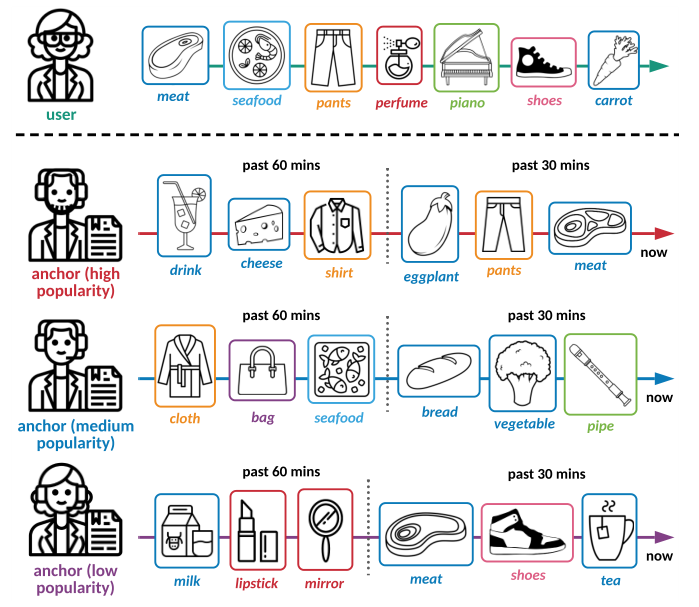 user
meat
seafood
pants
perfume
piano
shoes
carrot
past 60 mins
past 30 mins
anchor (high
popularity)
drink
cheese
shirt
eggplant
pants
meat
now
past 60 mins
past 30 mins
anchor (medium
popularity)
cloth
bag
seafood
bread
vegetable
pipe
now
past 60 mins
past 30 mins
anchor (low
popularity)
milk
lipstick
mirror
meat
shoes
tea
now